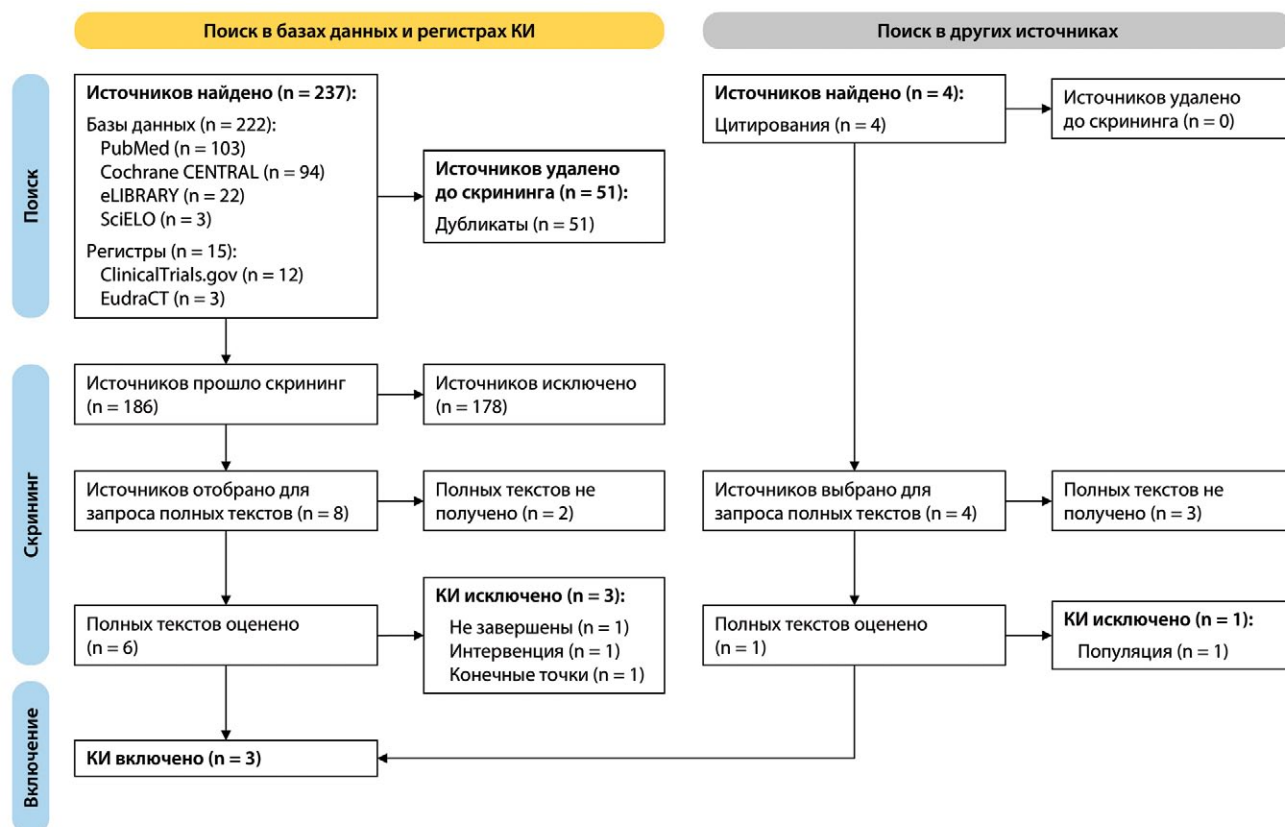 Поиск в базах данных и регистрах КИ
Поиск в других источниках
Поиск
Источников найдено (n = 237):
Базы данных (n = 222):
PubMed (n = 103)
Cochrane CENTRAL (n = 94)
eLIBRARY (n = 22)
SciELO (n = 3)
Регистры (n = 15):
ClinicalTrials.gov (n = 12)
EudraCT (n = 3)
Источников удалено
до скрининга (n = 51):
Дубликаты (n = 51)
Источников найдено (n = 4):
Цитирования (n = 4)
Источников удалено
до скрининга (n = 0)
Скрининг
Источников прошло скрининг
(n = 186)
Источников исключено
(n = 178)
Источников отобрано для
запроса полных текстов (n = 8)
Полных текстов не
получено (n = 2)
Источников выбрано для
запроса полных текстов (n = 4)
Полных текстов не
получено (n = 3)
Полных текстов оценено
(n = 6)
КИ исключено (n = 3):
Не завершены (n = 1)
Интервенция (n = 1)
Конечные точки (n = 1)
Полных текстов оценено
(n = 1)
КИ исключено (n = 1):
Популяция (n = 1)
Включение
КИ включено (n = 3)